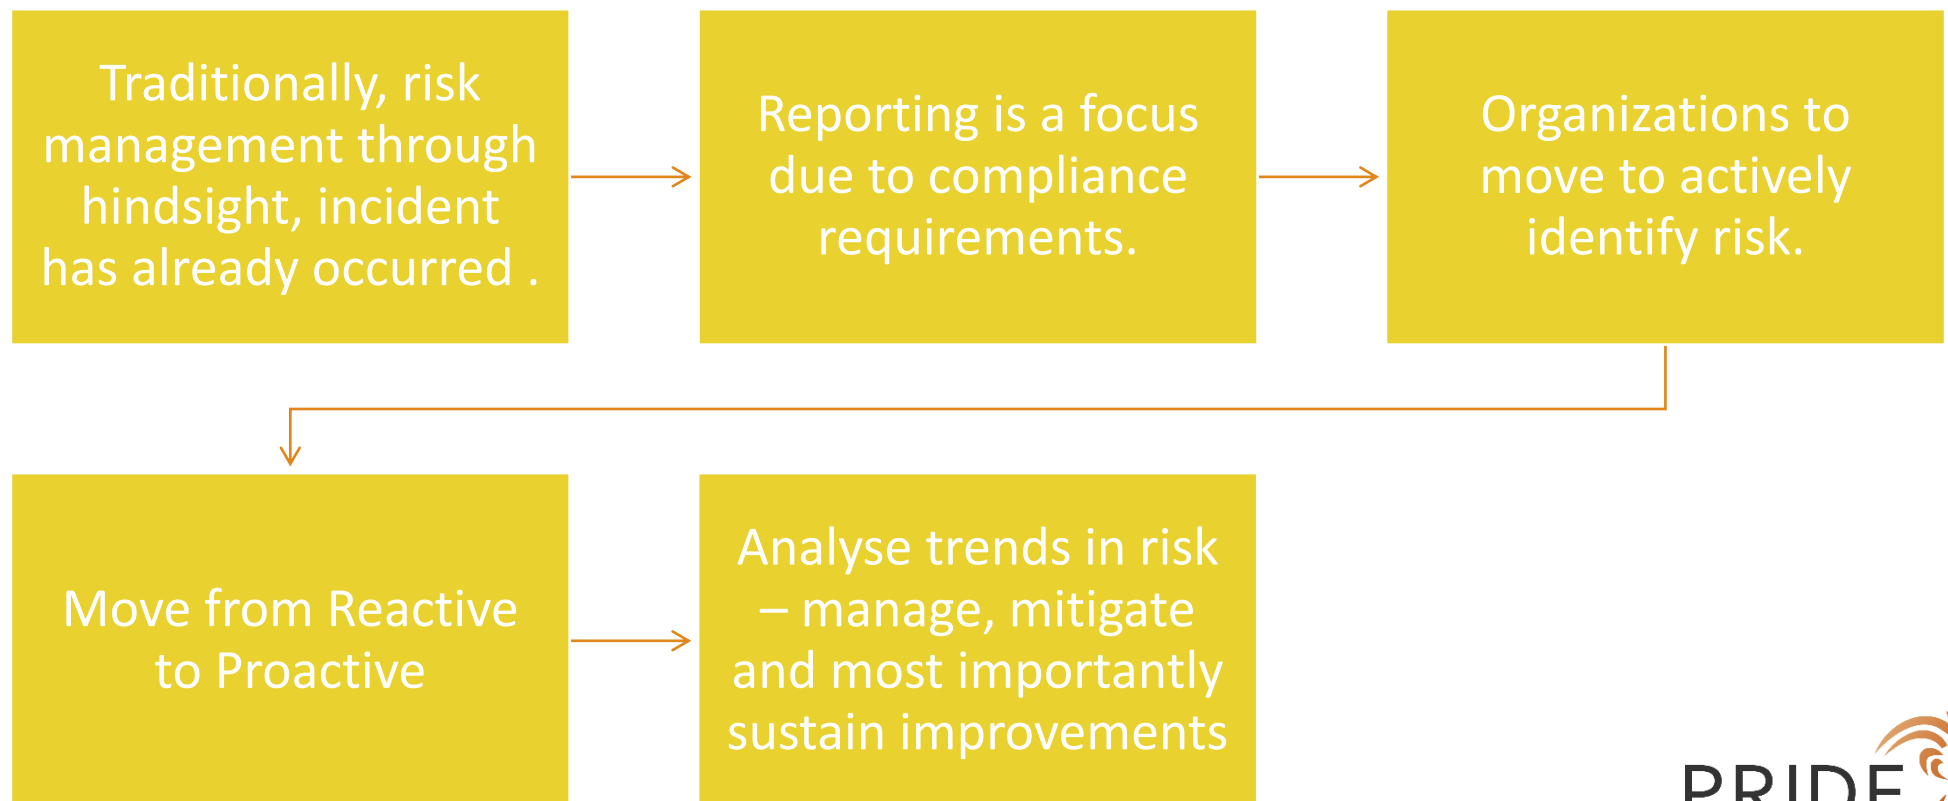 Traditionally, risk
management through
hindsight, incident
has already occurred .
Reporting is a focus
due to compliance
requirements.
Organizations to
move to actively
identify risk.
Move from Reactive
to Proactive
Analyse trends in risk
– manage, mitigate
and most importantly
sustain improvements
PRIDE